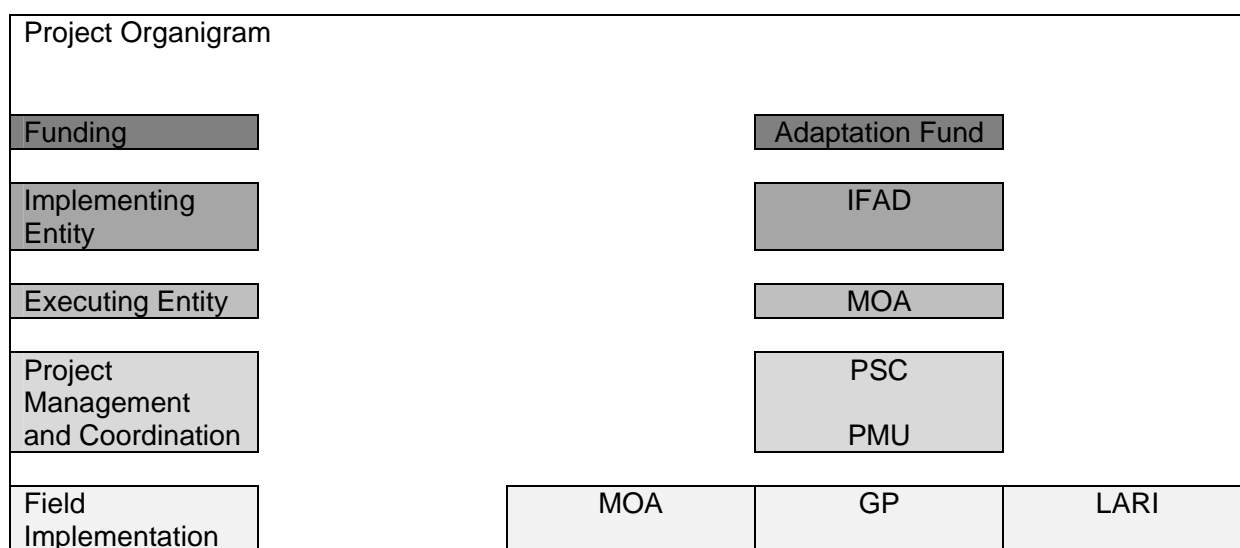 Project Organigram
Funding Adaptation Fund
Implementing IFAD
Entity
Executing Entity MOA
Project PSC
Management
and Coordination PMU
Field MOA GP LARI
Implementation